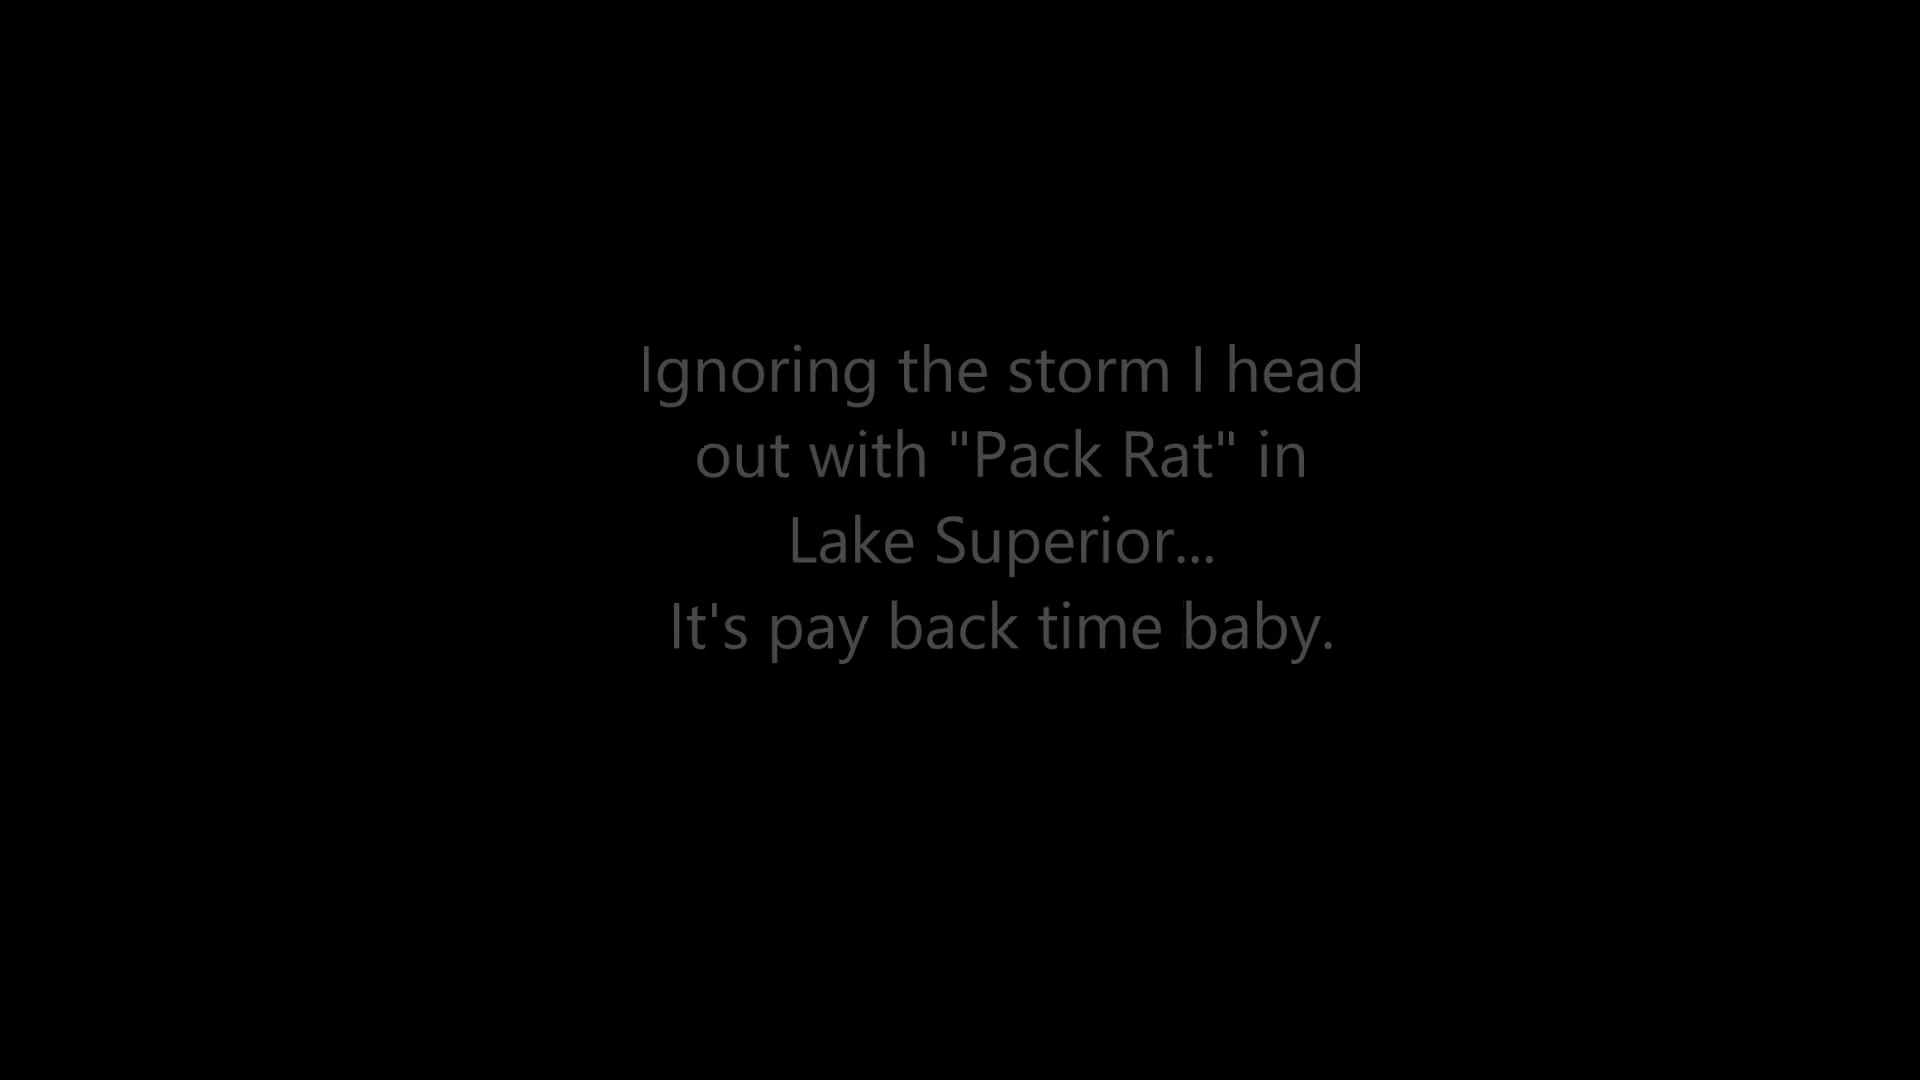 Ignoring the storm I head
out with "Pack Rat" in
Lake Superior...
It's pay back time baby.